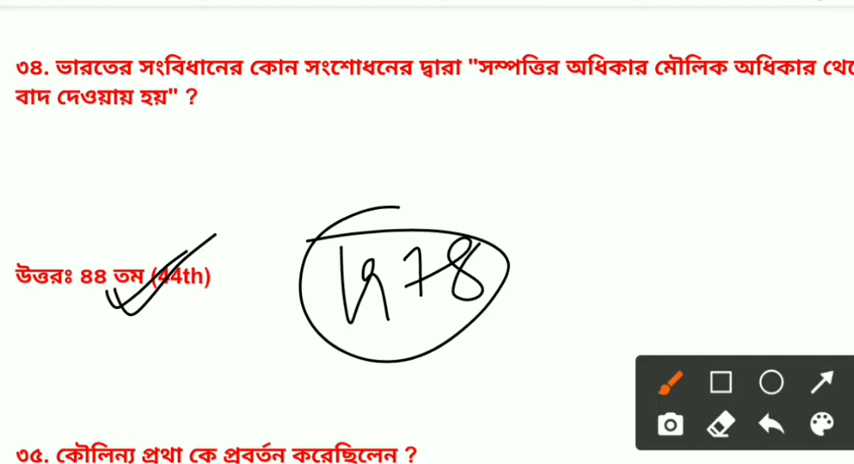 ৩৪. ভারতের সংবিধানের কোন সংশোধনের দ্বারা "সম্পত্তির অধিকার মৌলিক অধিকার থে
বাদ দেওয়ায় হয়" ?
উত্তরঃ ৪৪ তম (44th)
1978
৩৫. কৌলিন্য প্রথা কে প্রবর্তন করেছিলেন ?